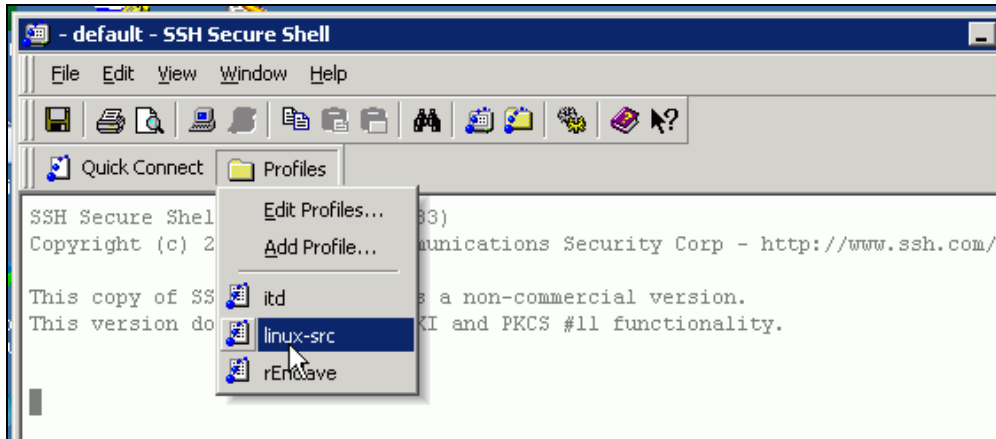 - default - SSH Secure Shell
File Edit View Window Help
Quick Connect Profiles
Edit Profiles...
Add Profile...
itd
linux-src
SSH Secure Shel 33)
Copyright (c) 2 munications Security Corp - http://www.ssh.com/
This copy of SS s a non-commercial version.
This version do KI and PKCS #11 functionality.